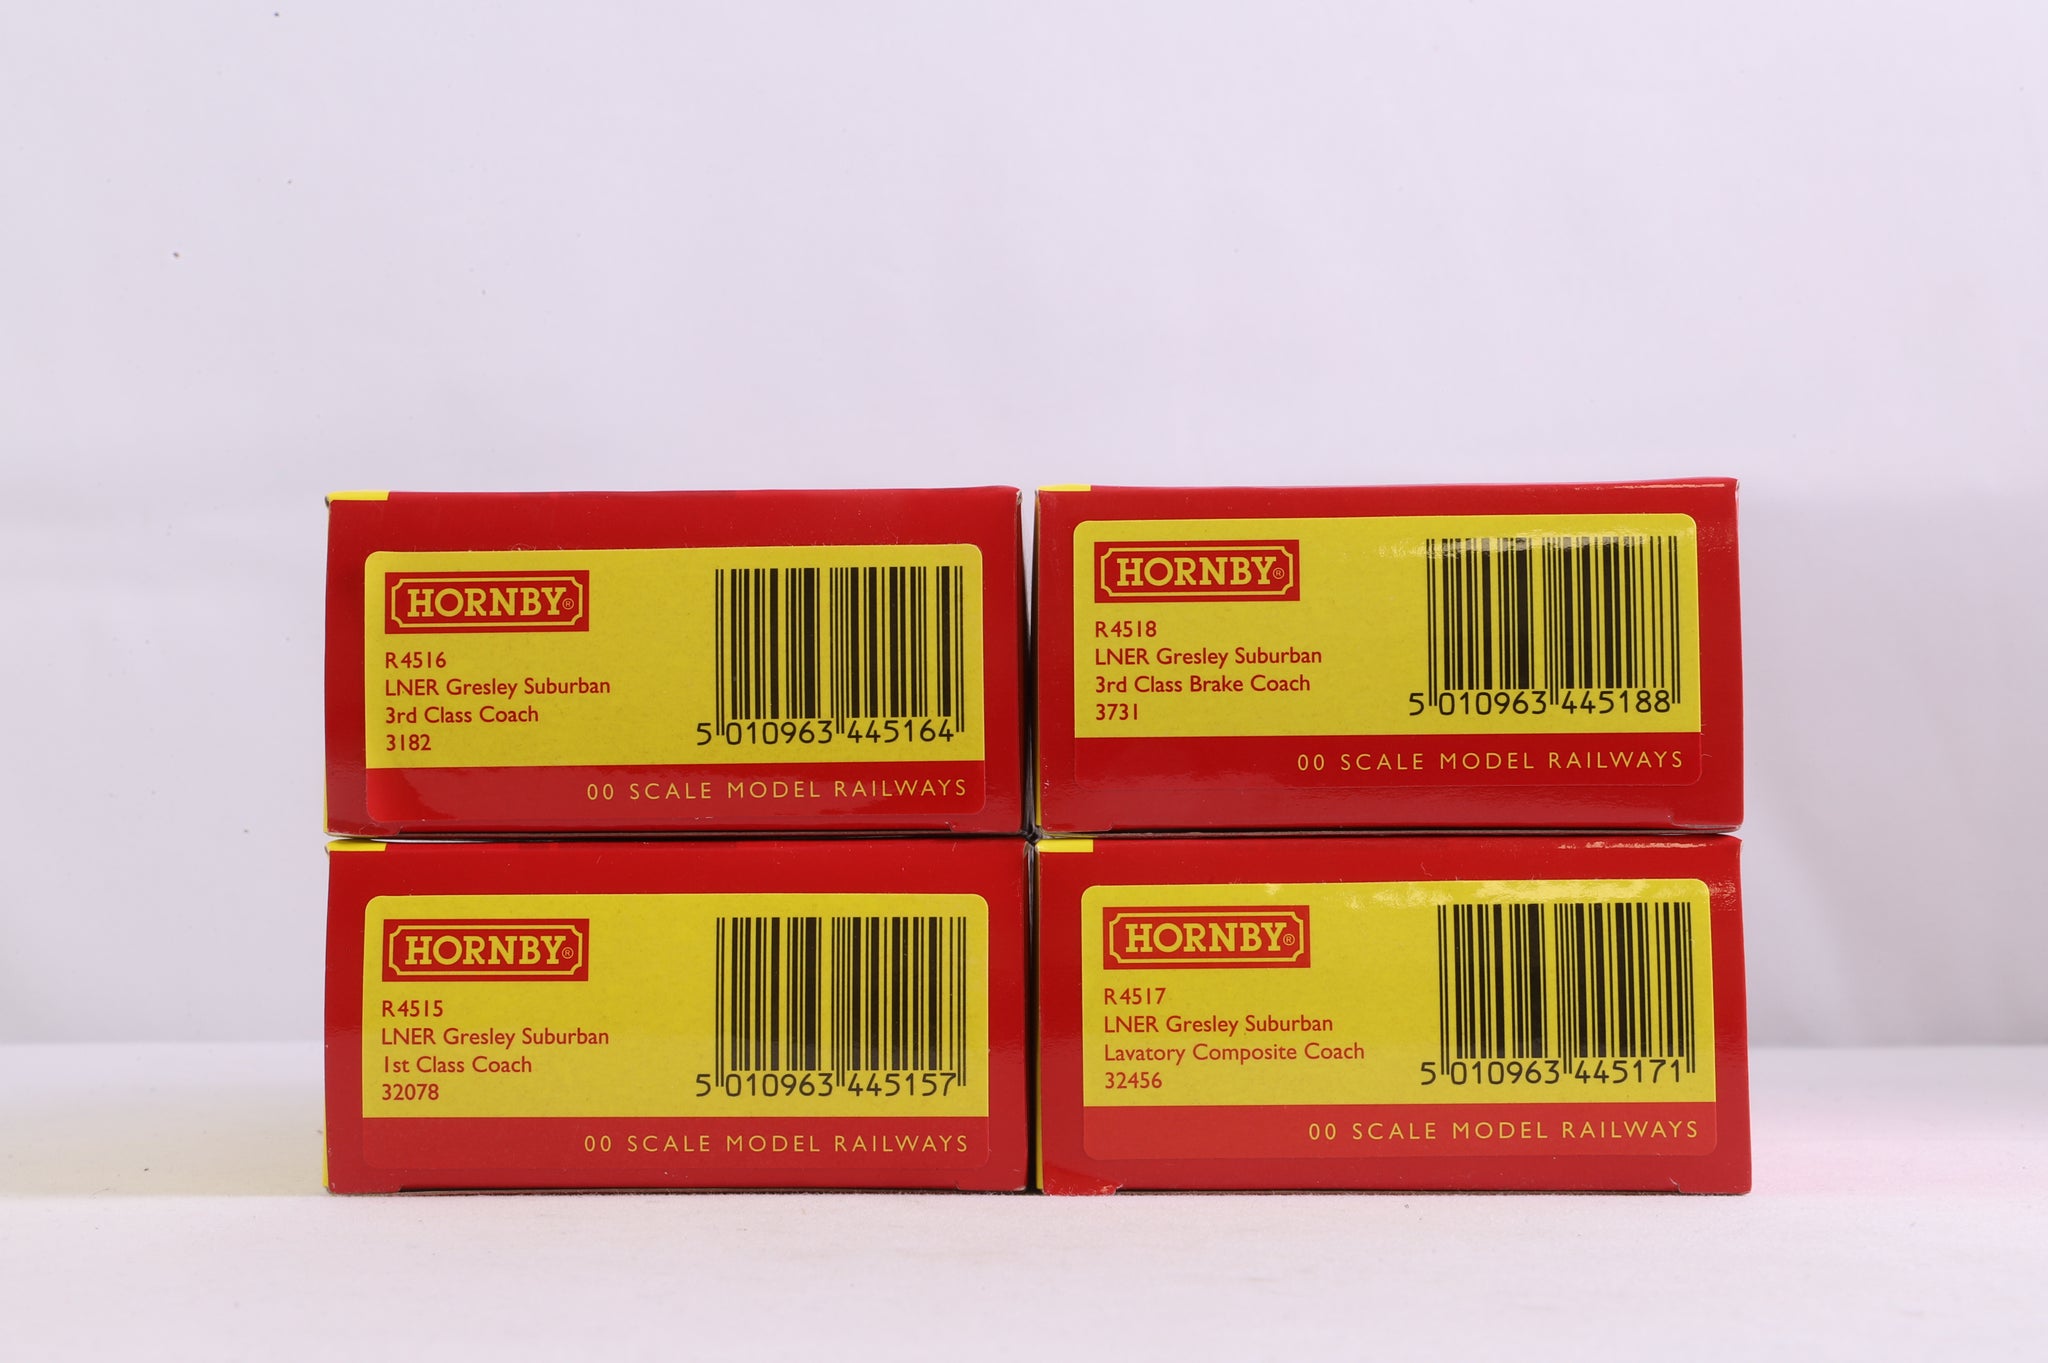 HORNBY®
R4516
LNER Gresley Suburban
3rd Class Coach
3182
5 010963 445164
00 SCALE MODEL RAILWAYS
HORNBY®
R4518
LNER Gresley Suburban
3rd Class Brake Coach
3731
5 010963 445188
00 SCALE MODEL RAILWAYS
HORNBY®
R4515
LNER Gresley Suburban
1st Class Coach
32078
5 010963 445157
00 SCALE MODEL RAILWAYS
HORNBY®
R4517
LNER Gresley Suburban
Lavatory Composite Coach
32456
5 010963 445171
00 SCALE MODEL RAILWAYS